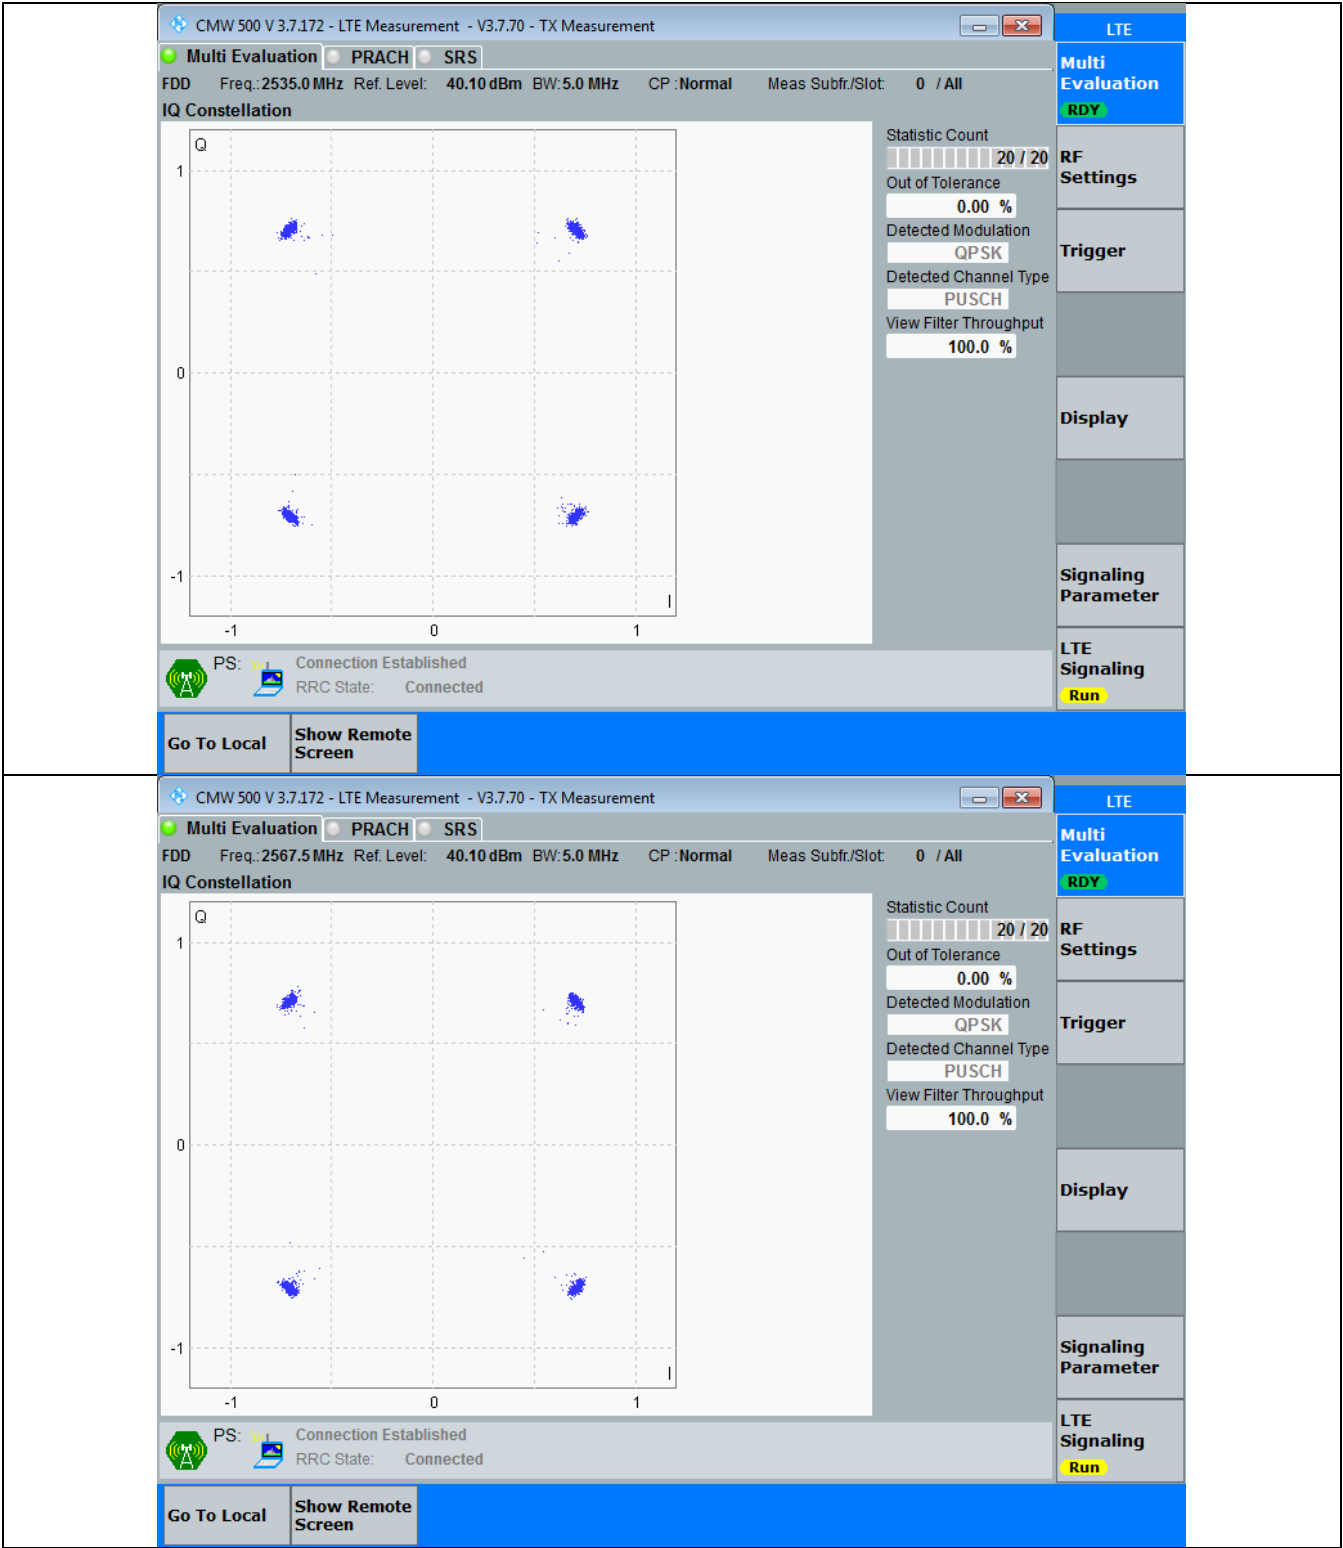 CMW 500 V 3.7.172 - LTE Measurement - V3.7.70 - TX Measurement
LTE
Multi Evaluation PRACH SRS
FDD Freq.: 2535.0 MHz Ref. Level: 40.10 dBm BW: 5.0 MHz CP : Normal Meas Subfr./Slot: 0 / All
IQ Constellation
Q
1
0
-1
I
-1 0 1
Statistic Count
20 / 20
Out of Tolerance
0.00 %
Detected Modulation
QPSK
Detected Channel Type
PUSCH
View Filter Throughput
100.0 %
Multi
Evaluation
RDY
RF
Settings
Trigger
Display
Signaling
Parameter
LTE
Signaling
Run
PS: Connection Established
RRC State: Connected
Go To Local
Show Remote
Screen
CMW 500 V 3.7.172 - LTE Measurement - V3.7.70 - TX Measurement
LTE
Multi Evaluation PRACH SRS
FDD Freq.: 2567.5 MHz Ref. Level: 40.10 dBm BW: 5.0 MHz CP : Normal Meas Subfr./Slot: 0 / All
IQ Constellation
Q
1
0
-1
I
-1 0 1
Statistic Count
20 / 20
Out of Tolerance
0.00 %
Detected Modulation
QPSK
Detected Channel Type
PUSCH
View Filter Throughput
100.0 %
Multi
Evaluation
RDY
RF
Settings
Trigger
Display
Signaling
Parameter
LTE
Signaling
Run
PS: Connection Established
RRC State: Connected
Go To Local
Show Remote
Screen